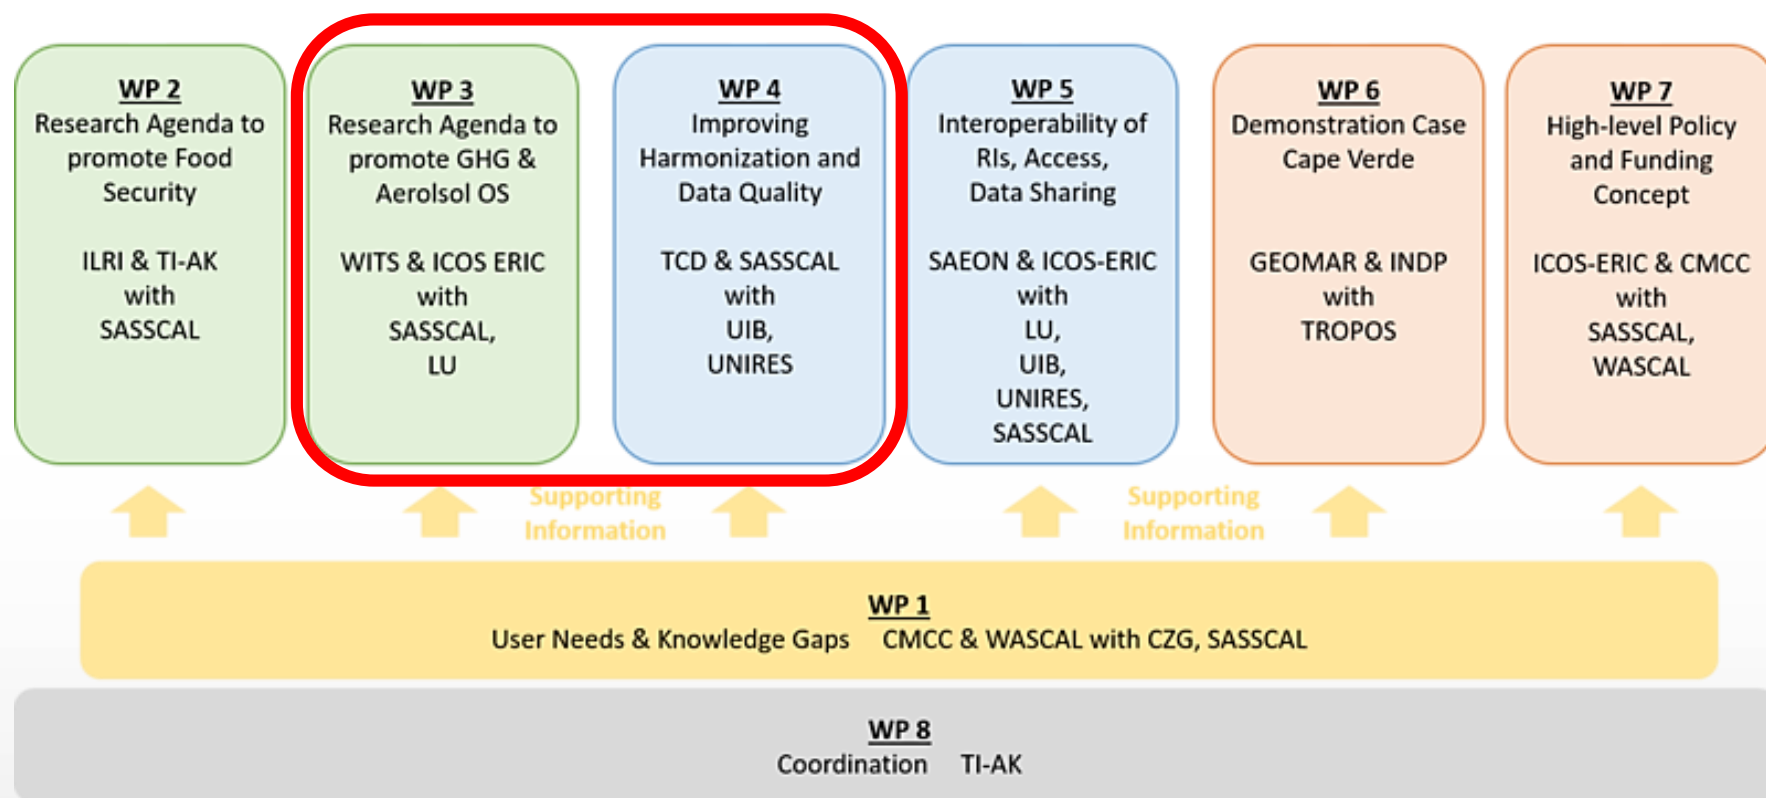 WP 2
Research Agenda to
promote Food
Security
ILRI & TI-AK
with
SASSCAL
WP 3
Research Agenda to
promote GHG &
Aerolsol OS
WITS & ICOS ERIC
with
SASSCAL,
LU
WP 4
Improving
Harmonization and
Data Quality
TCD & SASSCAL
with
UIB,
UNIRES
WP 5
Interoperability of
RIs, Access,
Data Sharing
SAEON & ICOS-ERIC
with
LU,
UIB,
UNIRES,
SASSCAL
WP 6
Demonstration Case
Cape Verde
GEOMAR & INDP
with
TROPOS
WP 7
High-level Policy
and Funding
Concept
ICOS-ERIC & CMCC
with
SASSCAL,
WASCAL
Supporting
Information
Supporting
Information
WP 1
User Needs & Knowledge Gaps CMCC & WASCAL with CZG, SASSCAL
WP 8
Coordination TI-AK